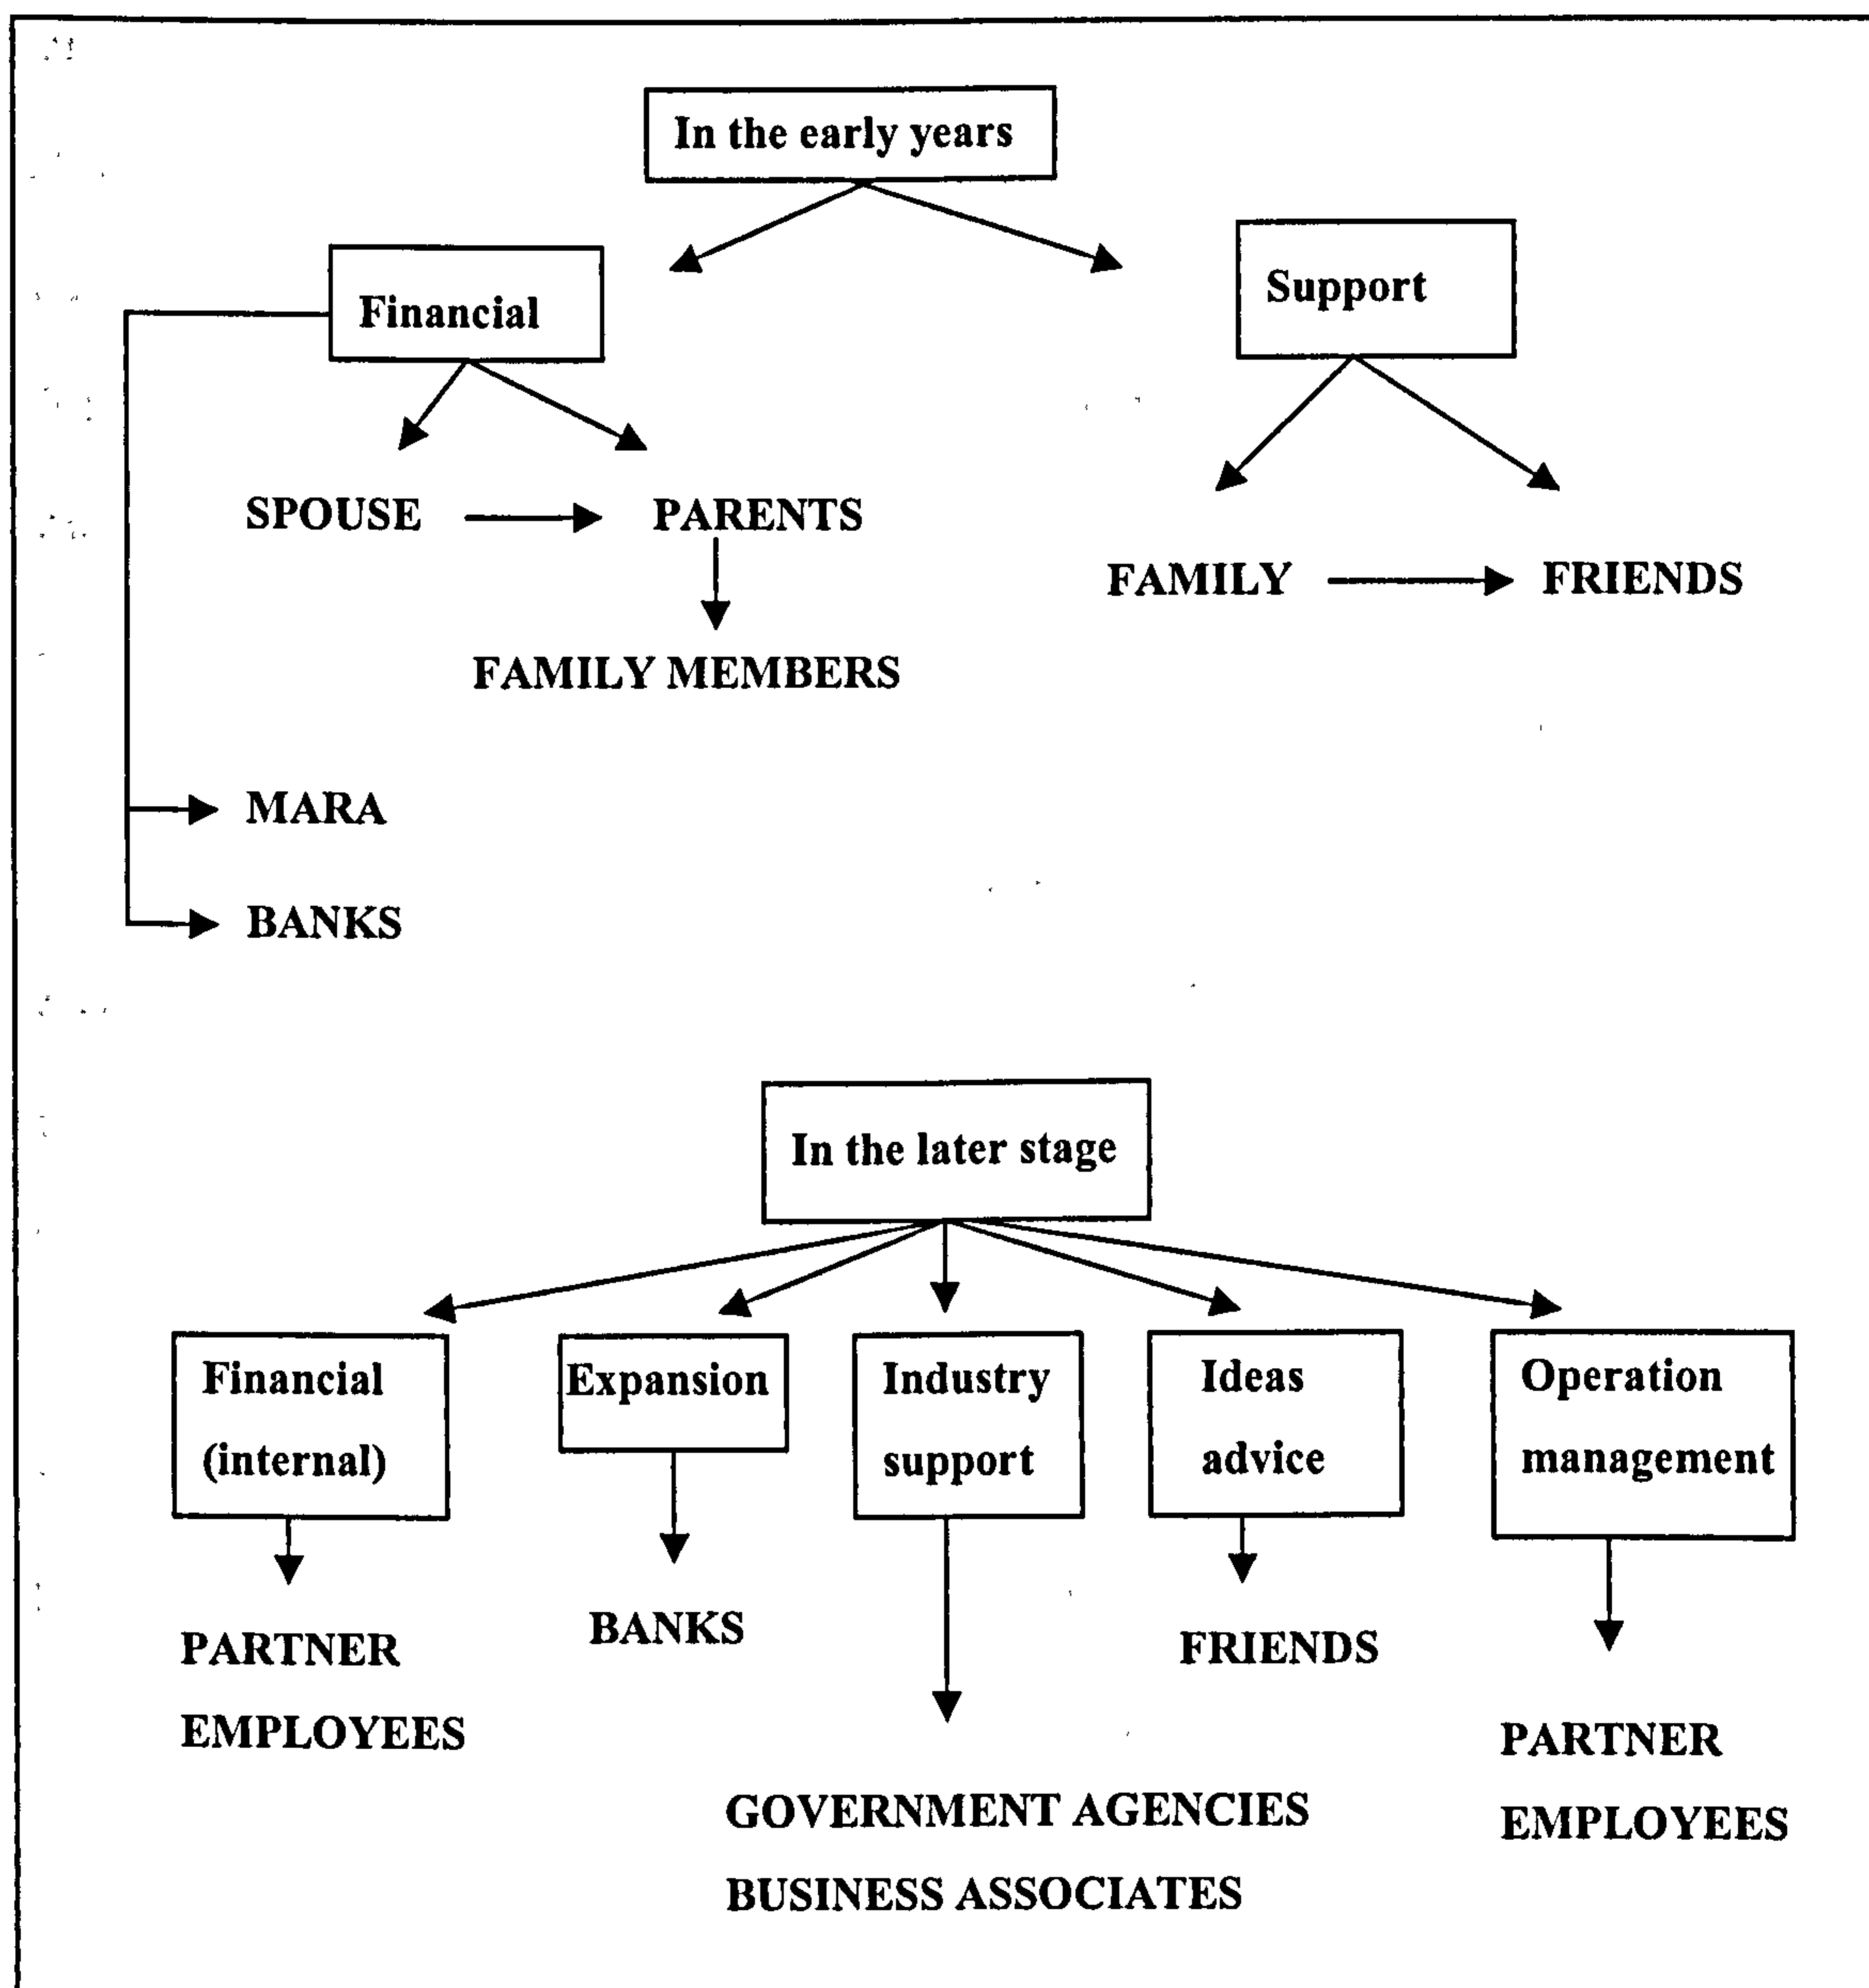 In the early years
Financial
Support
SPOUSE
PARENTS
FAMILY
FRIENDS
FAMILY MEMBERS
MARA
BANKS
In the later stage
Financial
(internal)
Expansion
Industry
support
Ideas
advice
Operation
management
PARTNER
EMPLOYEES
BANKS
GOVERNMENT AGENCIES
BUSINESS ASSOCIATES
FRIENDS
PARTNER
EMPLOYEES